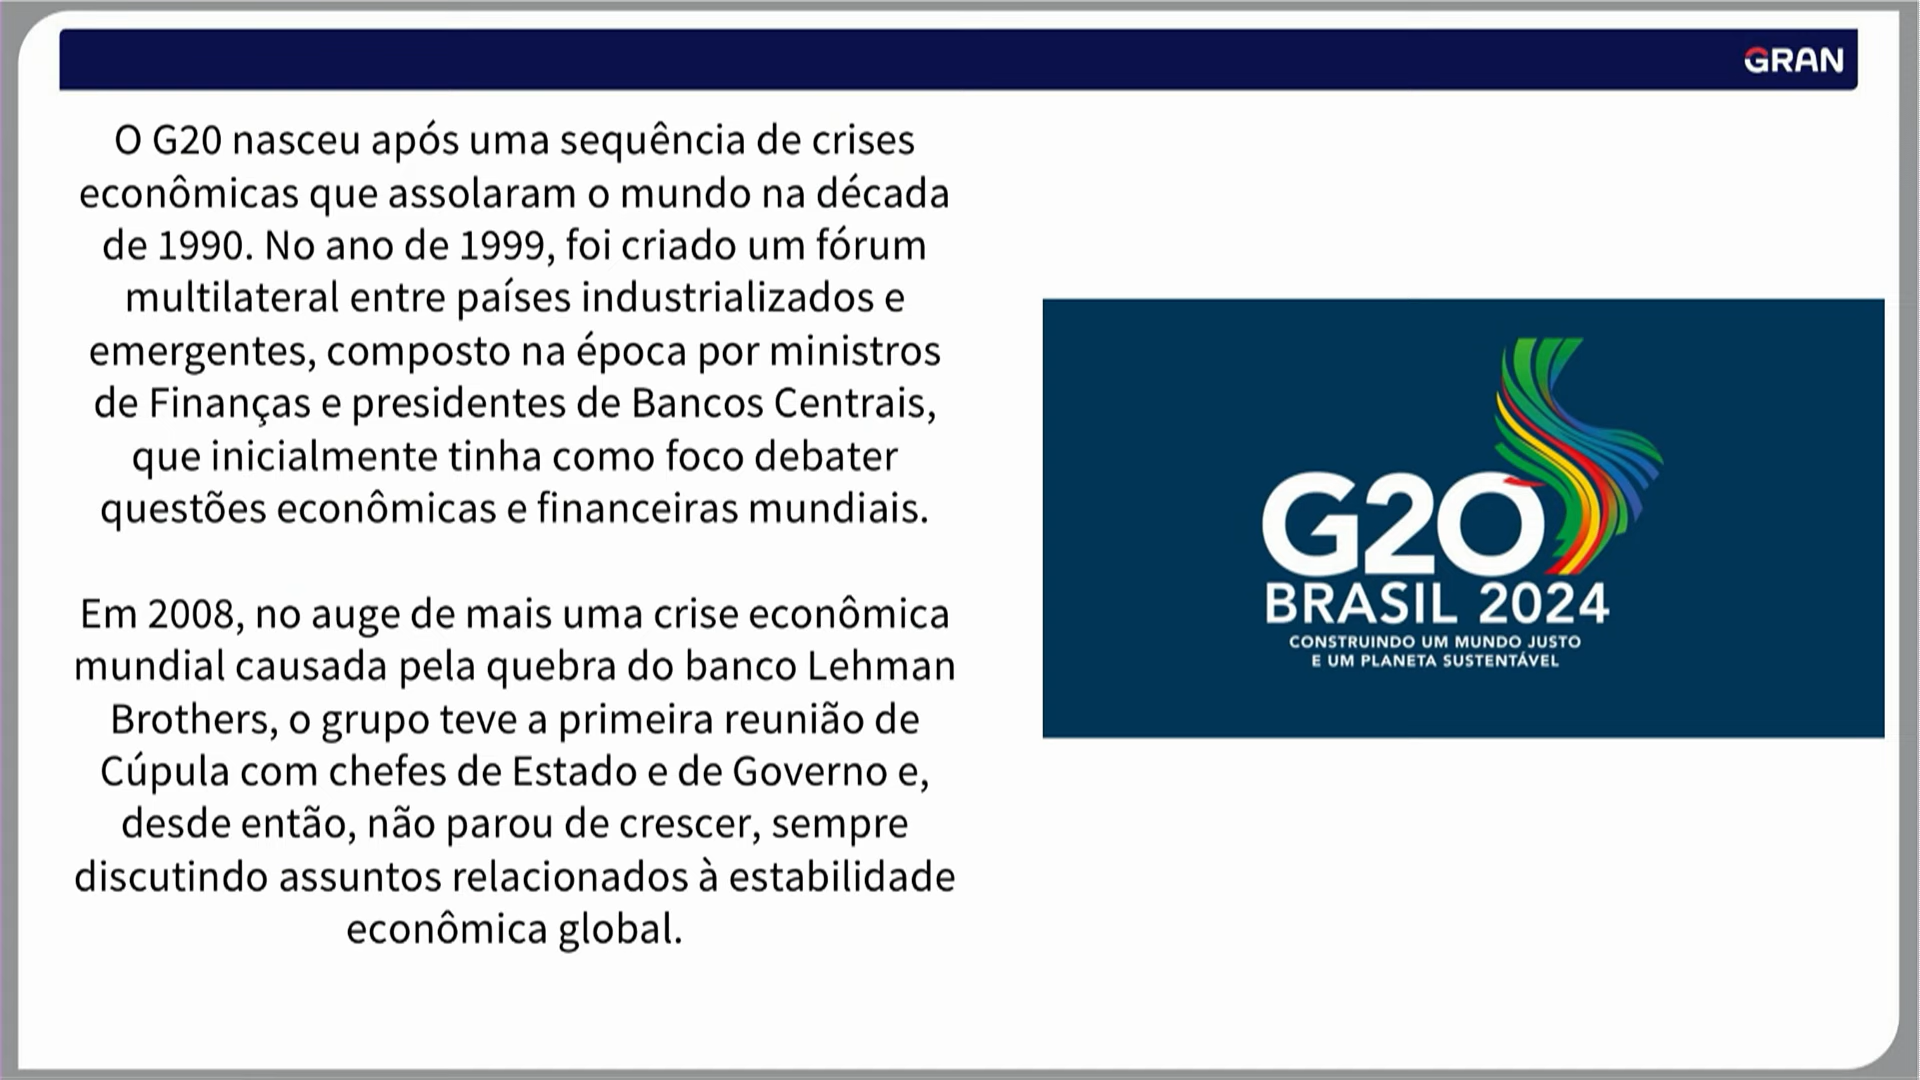 GRAN
O G20 nasceu após uma sequência de crises
econômicas que assolaram o mundo na década
de 1990. No ano de 1999, foi criado um fórum
multilateral entre países industrializados e
emergentes, composto na época por ministros
de Finanças e presidentes de Bancos Centrais,
que inicialmente tinha como foco debater
questões econômicas e financeiras mundiais.
Em 2008, no auge de mais uma crise econômica
mundial causada pela quebra do banco Lehman
Brothers, o grupo teve a primeira reunião de
Cúpula com chefes de Estado e de Governo e,
desde então, não parou de crescer, sempre
discutindo assuntos relacionados à estabilidade
econômica global.
G20
BRASIL 2024
CONSTRUINDO UM MUNDO JUSTO
E UM PLANETA SUSTENTÁVEL